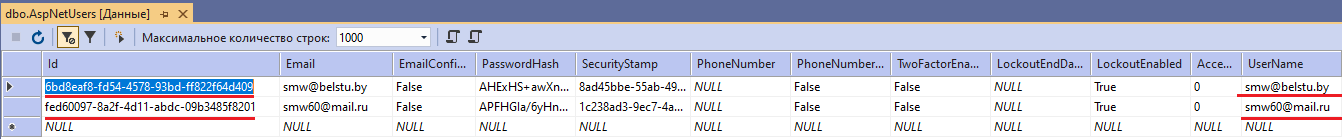 dbo.AspNetUsers [Данные]
Максимальное количество строк: 1000
Id Email EmailConfi... PasswordHash SecurityStamp PhoneNumber PhoneNumber... TwoFactorEna... LockoutEndDa... LockoutEnabled Acce... UserName
6bd8eaf8-fd54-4578-93bd-ff822f64d409 smw@belstu.by False AHExHS+awXn... 8ad45bbe-55ab-49... NULL False False NULL True 0 smw@belstu.by
fed60097-8a2f-4d11-abdc-09b3485f8201 smw60@mail.ru False APFHGla/6yHn... 1c238ad3-9ec7-4a... NULL False False NULL True 0 smw60@mail.ru
NULL NULL NULL NULL NULL NULL NULL NULL NULL NULL NULL NULL